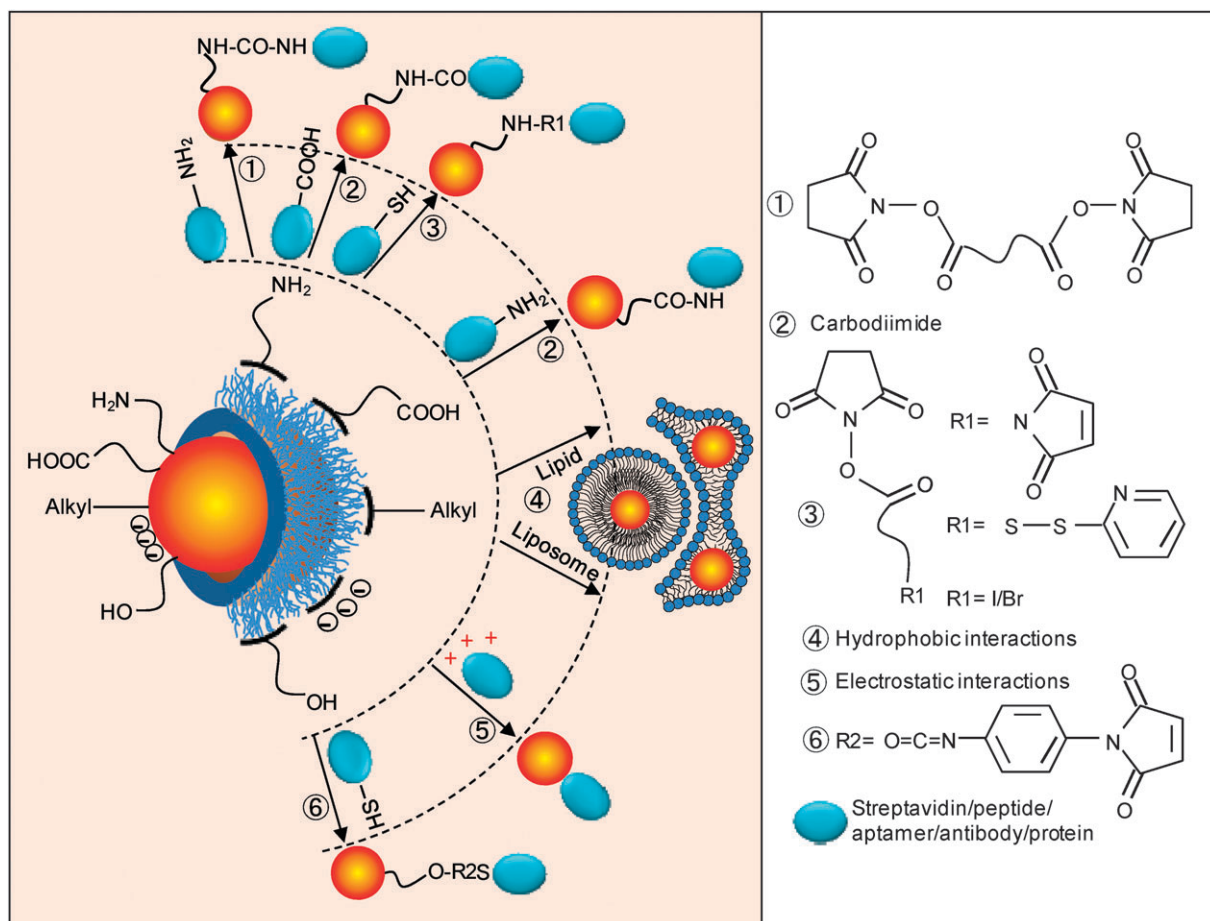 NH-CO-NH
NH-CO
NH-R1
NH₂
①
COOH
②
SH
③
NH₂
NH₂
②
CO-NH
H₂N
COOH
HOOC
Alkyl
Alkyl
- - -
HO
- - -
OH
Lipid
④
Liposome
+ + +
⑤
HS
⑥
O-R2S
①
O O
N O O N
O O O O
② Carbodiimide
O N O
O
O
③
R1
R1= N O O
R1= S S N
R1= I/Br
④ Hydrophobic interactions
⑤ Electrostatic interactions
⑥ R2= O=C=N N O O
Streptavidin/peptide/
aptamer/antibody/protein